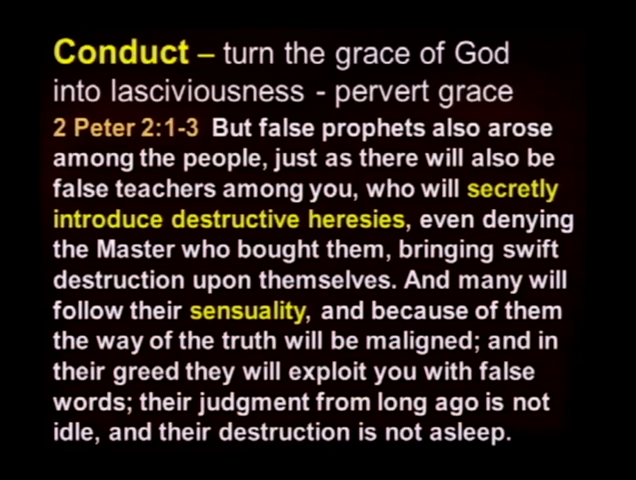 Conduct – turn the grace of God
into lasciviousness - pervert grace
2 Peter 2:1-3 But false prophets also arose
among the people, just as there will also be
false teachers among you, who will secretly
introduce destructive heresies, even denying
the Master who bought them, bringing swift
destruction upon themselves. And many will
follow their sensuality, and because of them
the way of the truth will be maligned; and in
their greed they will exploit you with false
words; their judgment from long ago is not
idle, and their destruction is not asleep.